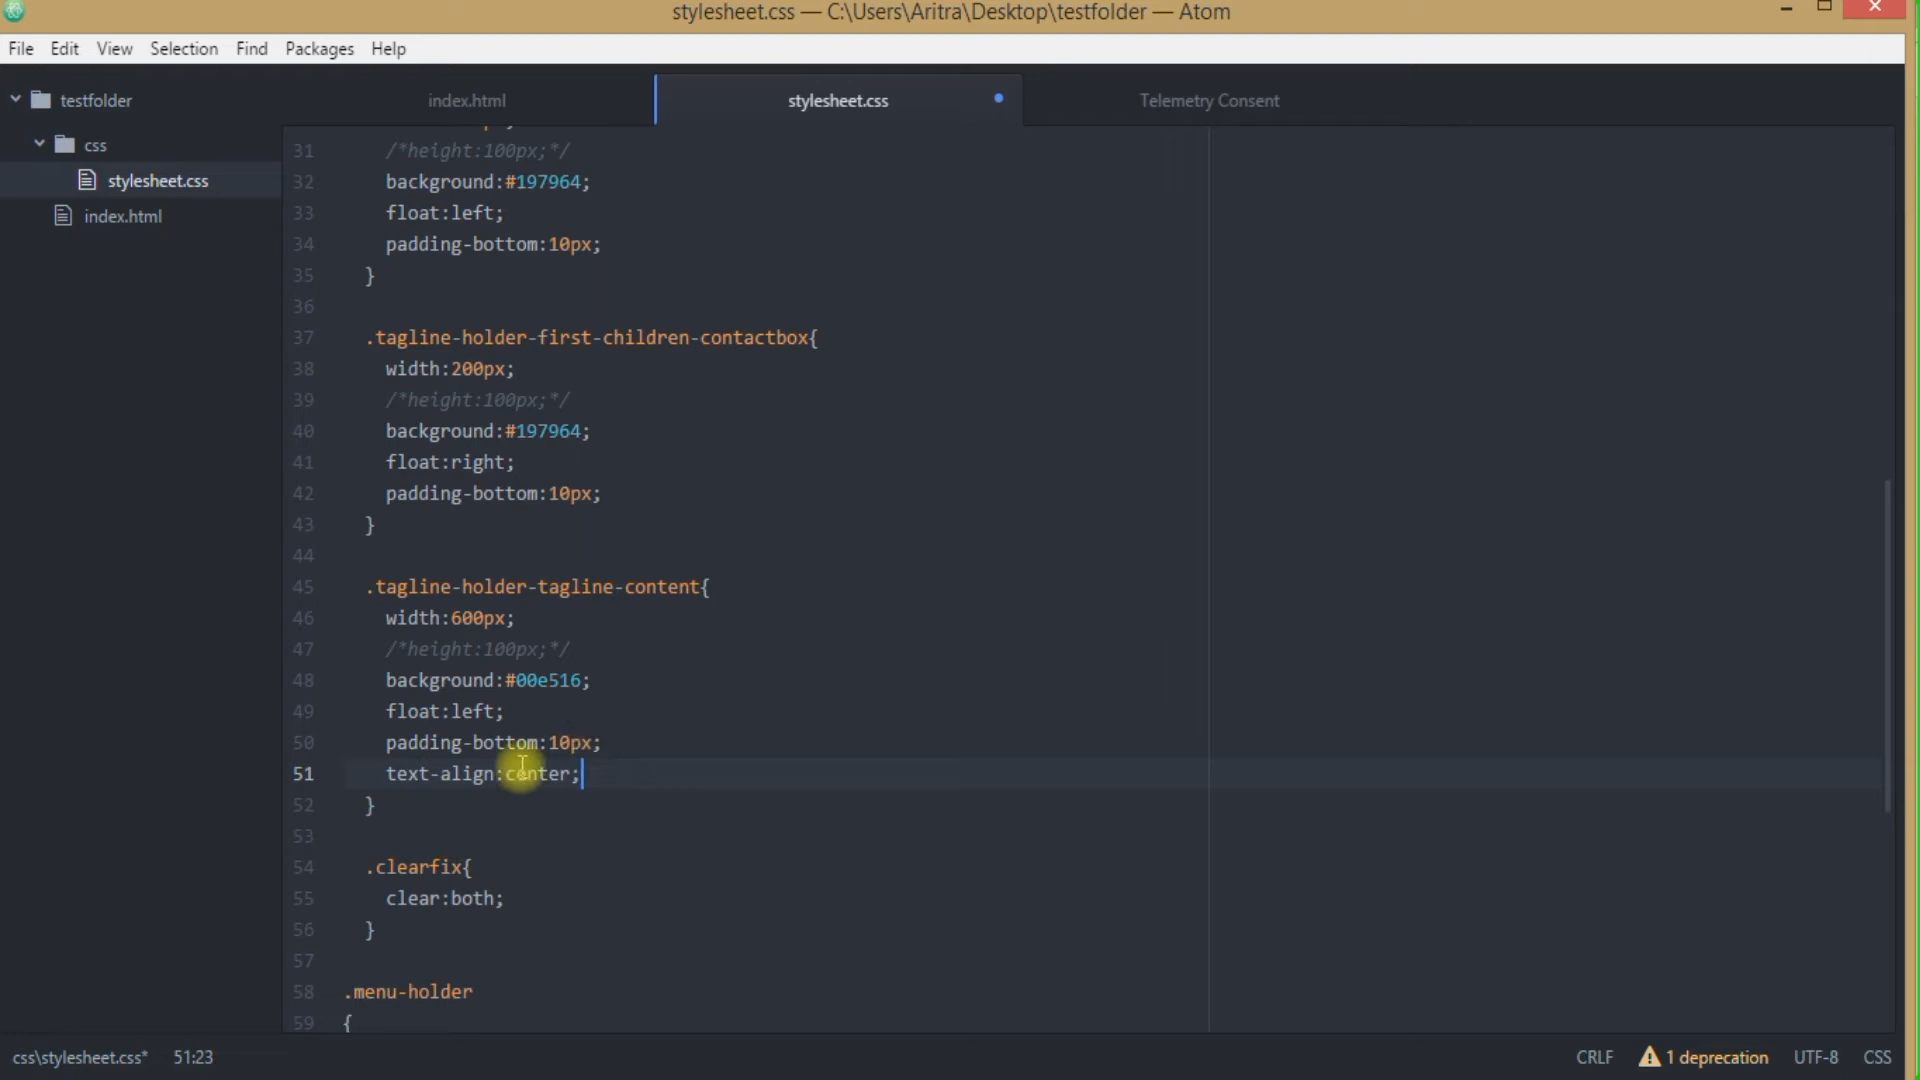 stylesheet.css — C:\Users\Aritra\Desktop\testfolder — Atom
File Edit View Selection Find Packages Help
testfolder
css
stylesheet.css
index.html
index.html stylesheet.css Telemetry Consent
31 /*height:100px;*/
32 background:#197964;
33 float:left;
34 padding-bottom:10px;
35 }
36
37 .tagline-holder-first-children-contactbox{
38 width:200px;
39 /*height:100px;*/
40 background:#197964;
41 float:right;
42 padding-bottom:10px;
43 }
44
45 .tagline-holder-tagline-content{
46 width:600px;
47 /*height:100px;*/
48 background:#00e516;
49 float:left;
50 padding-bottom:10px;
51 text-align:center;
52 }
53
54 .clearfix{
55 clear:both;
56 }
57
58 .menu-holder
59 {
css\stylesheet.css* 51:23 CRLF 1 deprecation UTF-8 CSS